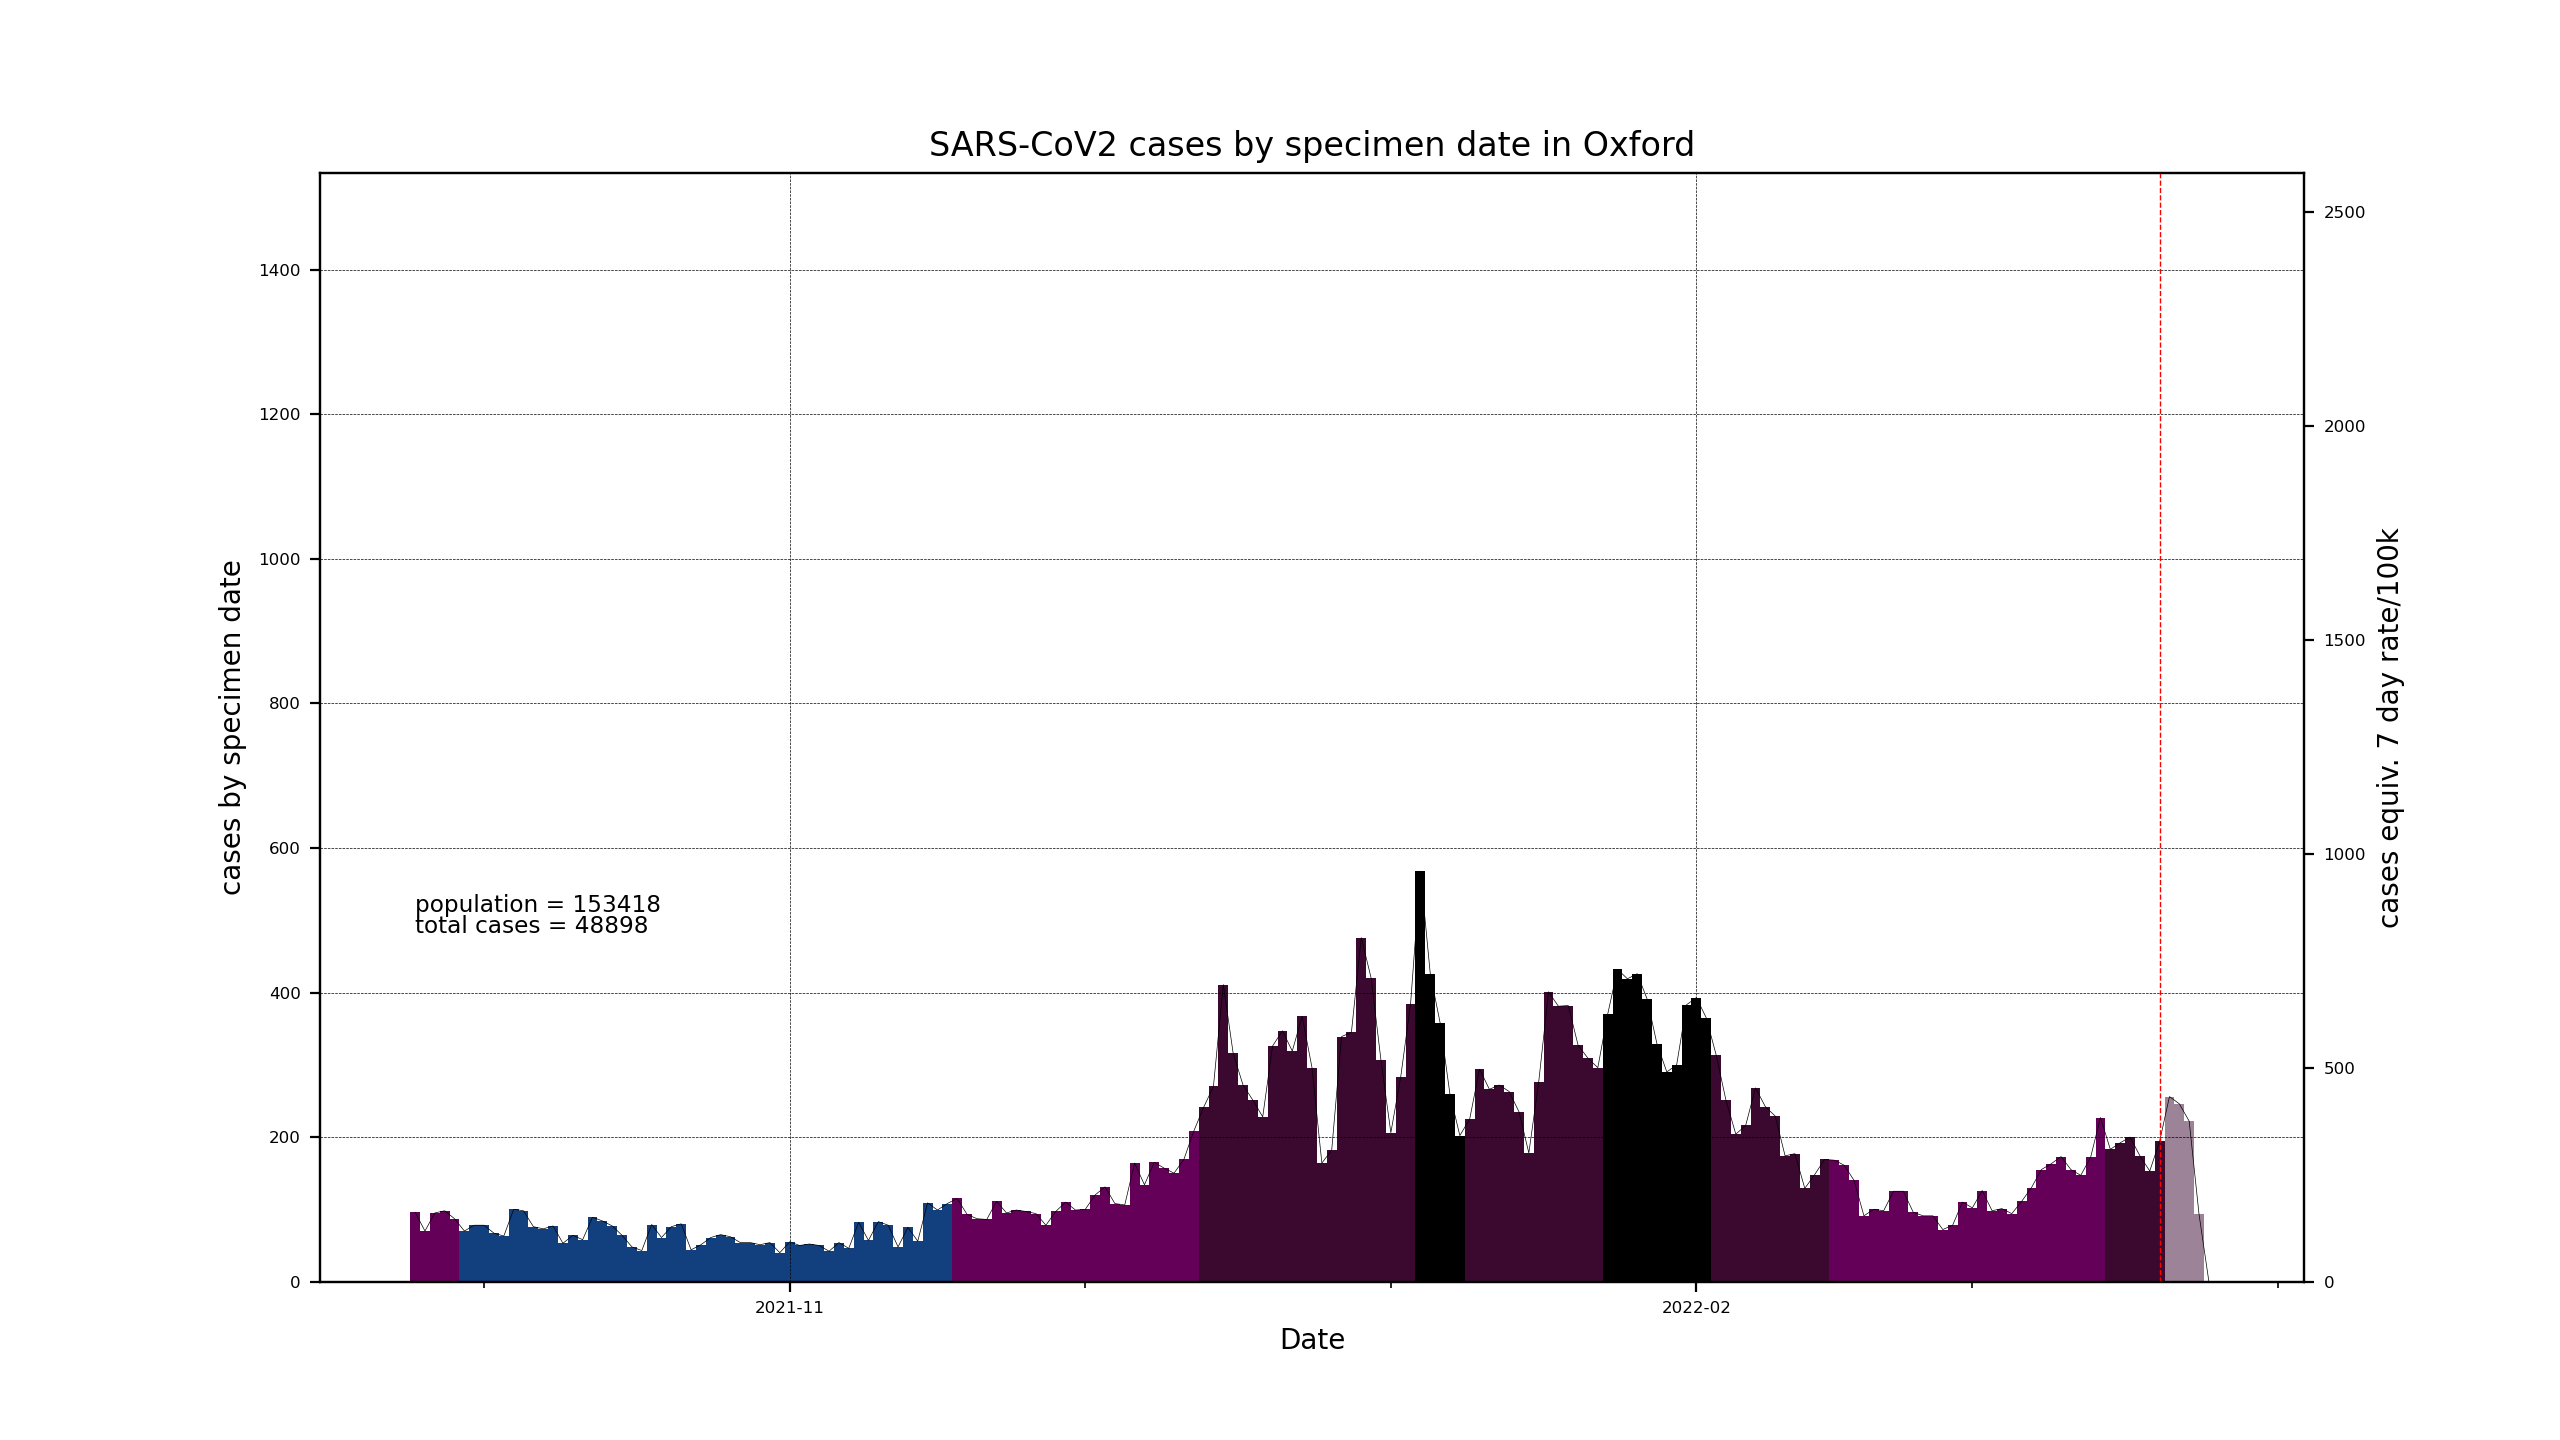 SARS-CoV2 cases by specimen date in Oxford
cases by specimen date
1400
1200
1000
800
600
400
200
0
population = 153418
total cases = 48898
2500
2000
1500
1000
500
0
cases equiv. 7 day rate/100k
2021-11
2022-02
Date